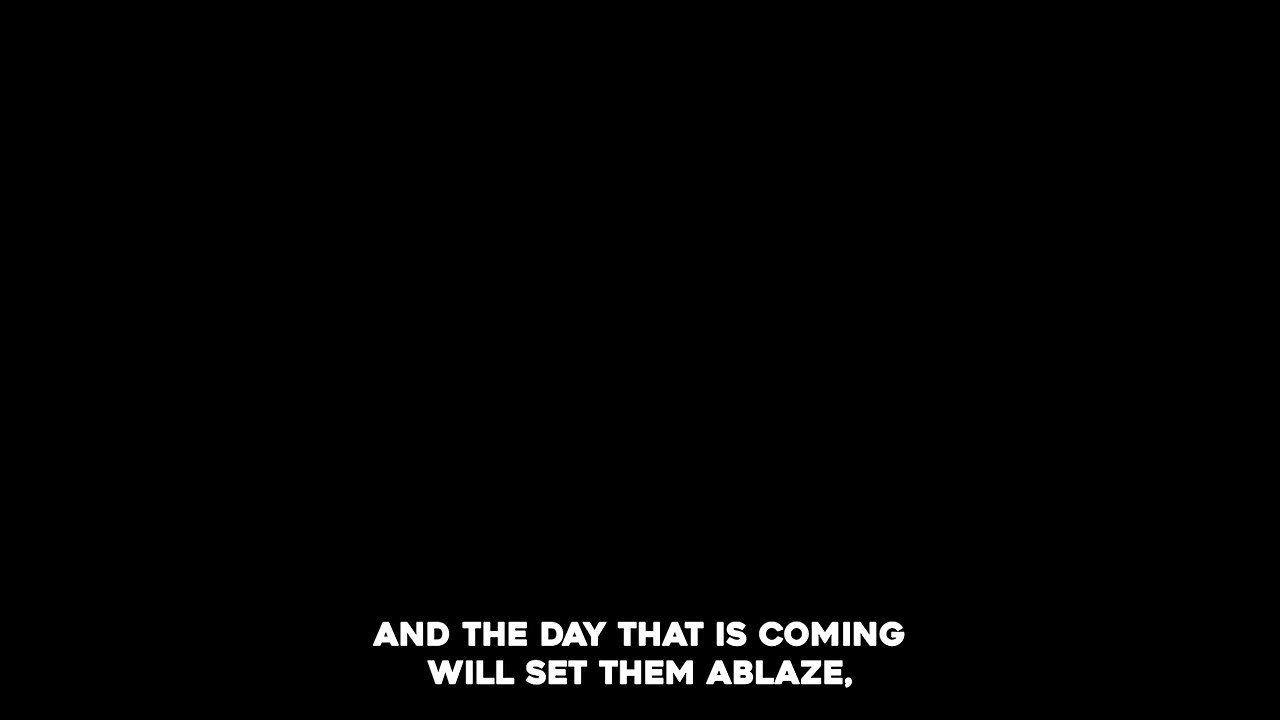 AND THE DAY THAT IS COMING
WILL SET THEM ABLAZE,